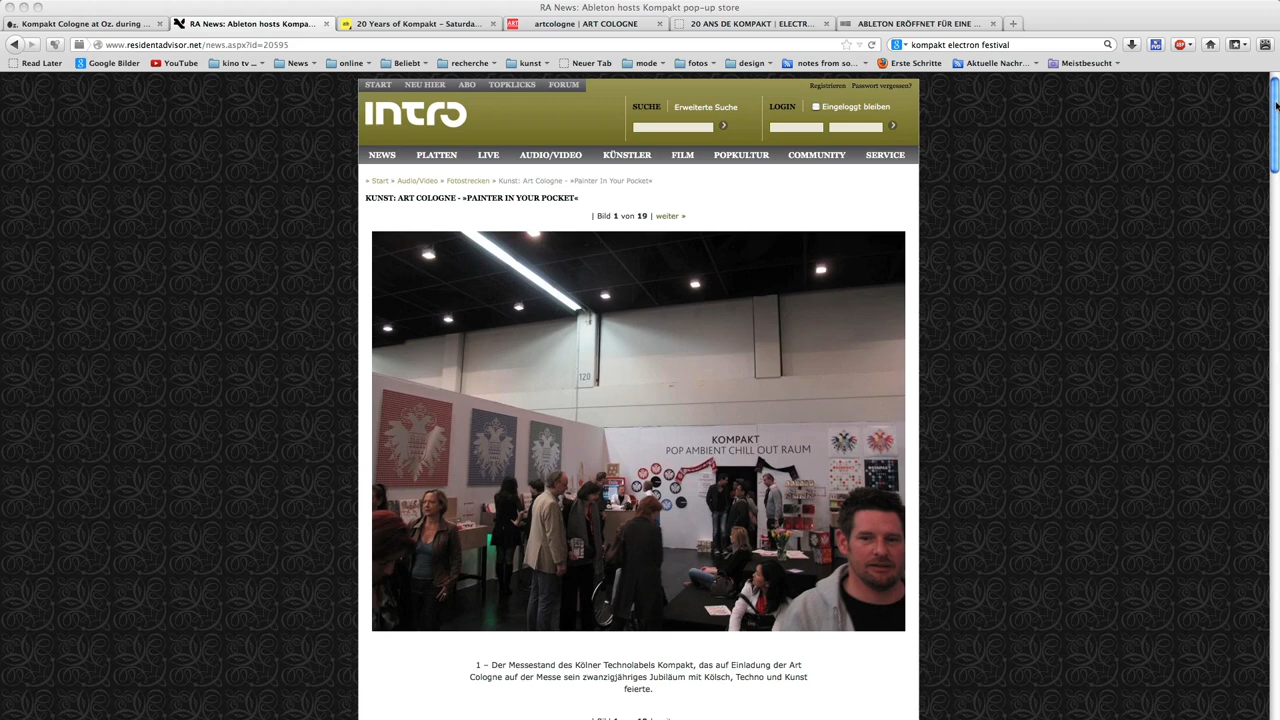 RA News: Ableton hosts Kompakt pop-up store
Kompakt Cologne at Oz. during ...
RA News: Ableton hosts Kompa...
20 Years of Kompakt – Saturda...
artcologne | ART COLOGNE
20 ANS DE KOMPAKT | ELECTR...
ABLETON ERÖFFNET FÜR EINE ...
www.residentadvisor.net/news.aspx?id=20595
kompakt electron festival
Read Later
Google Bilder
YouTube
kino tv ...
News
online
Beliebt
recherche
kunst
Neuer Tab
mode
fotos
design
notes from so...
Erste Schritte
Aktuelle Nachr...
Meistbesucht
START NEU HIER ABO TOPKLICKS FORUM
Registrieren Passwort vergessen?
intro
SUCHE Erweiterte Suche
LOGIN Eingeloggt bleiben
NEWS PLATTEN LIVE AUDIO/VIDEO KÜNSTLER FILM POPKULTUR COMMUNITY SERVICE
» Start » Audio/Video » Fotostrecken » Kunst: Art Cologne - »Painter In Your Pocket«
KUNST: ART COLOGNE - »PAINTER IN YOUR POCKET«
| Bild 1 von 19 | weiter »
120
KOMPAKT
POP AMBIENT CHILL OUT RAUM
1 – Der Messestand des Kölner Technolabels Kompakt, das auf Einladung der Art
Cologne auf der Messe sein zwanzigjähriges Jubiläum mit Kölsch, Techno und Kunst
feierte.